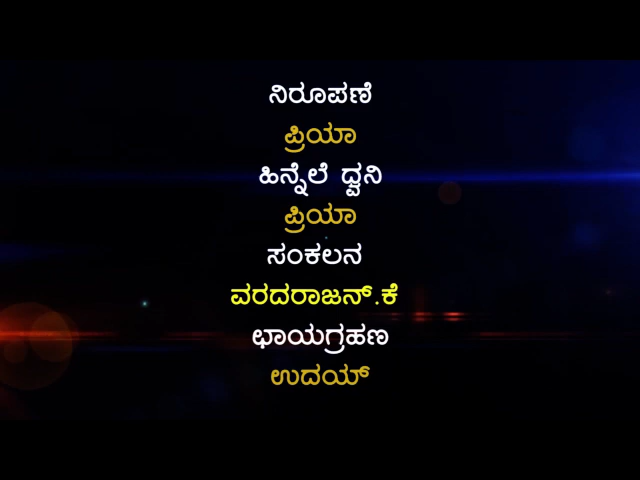 ನಿರೂಪಣೆ
ಪ್ರಿಯಾ
ಹಿನ್ನೆಲೆ ಧ್ವನಿ
ಪ್ರಿಯಾ
ಸಂಕಲನ
ವರದರಾಜನ್.ಕೆ
ಛಾಯಗ್ರಹಣ
ಉದಯ್